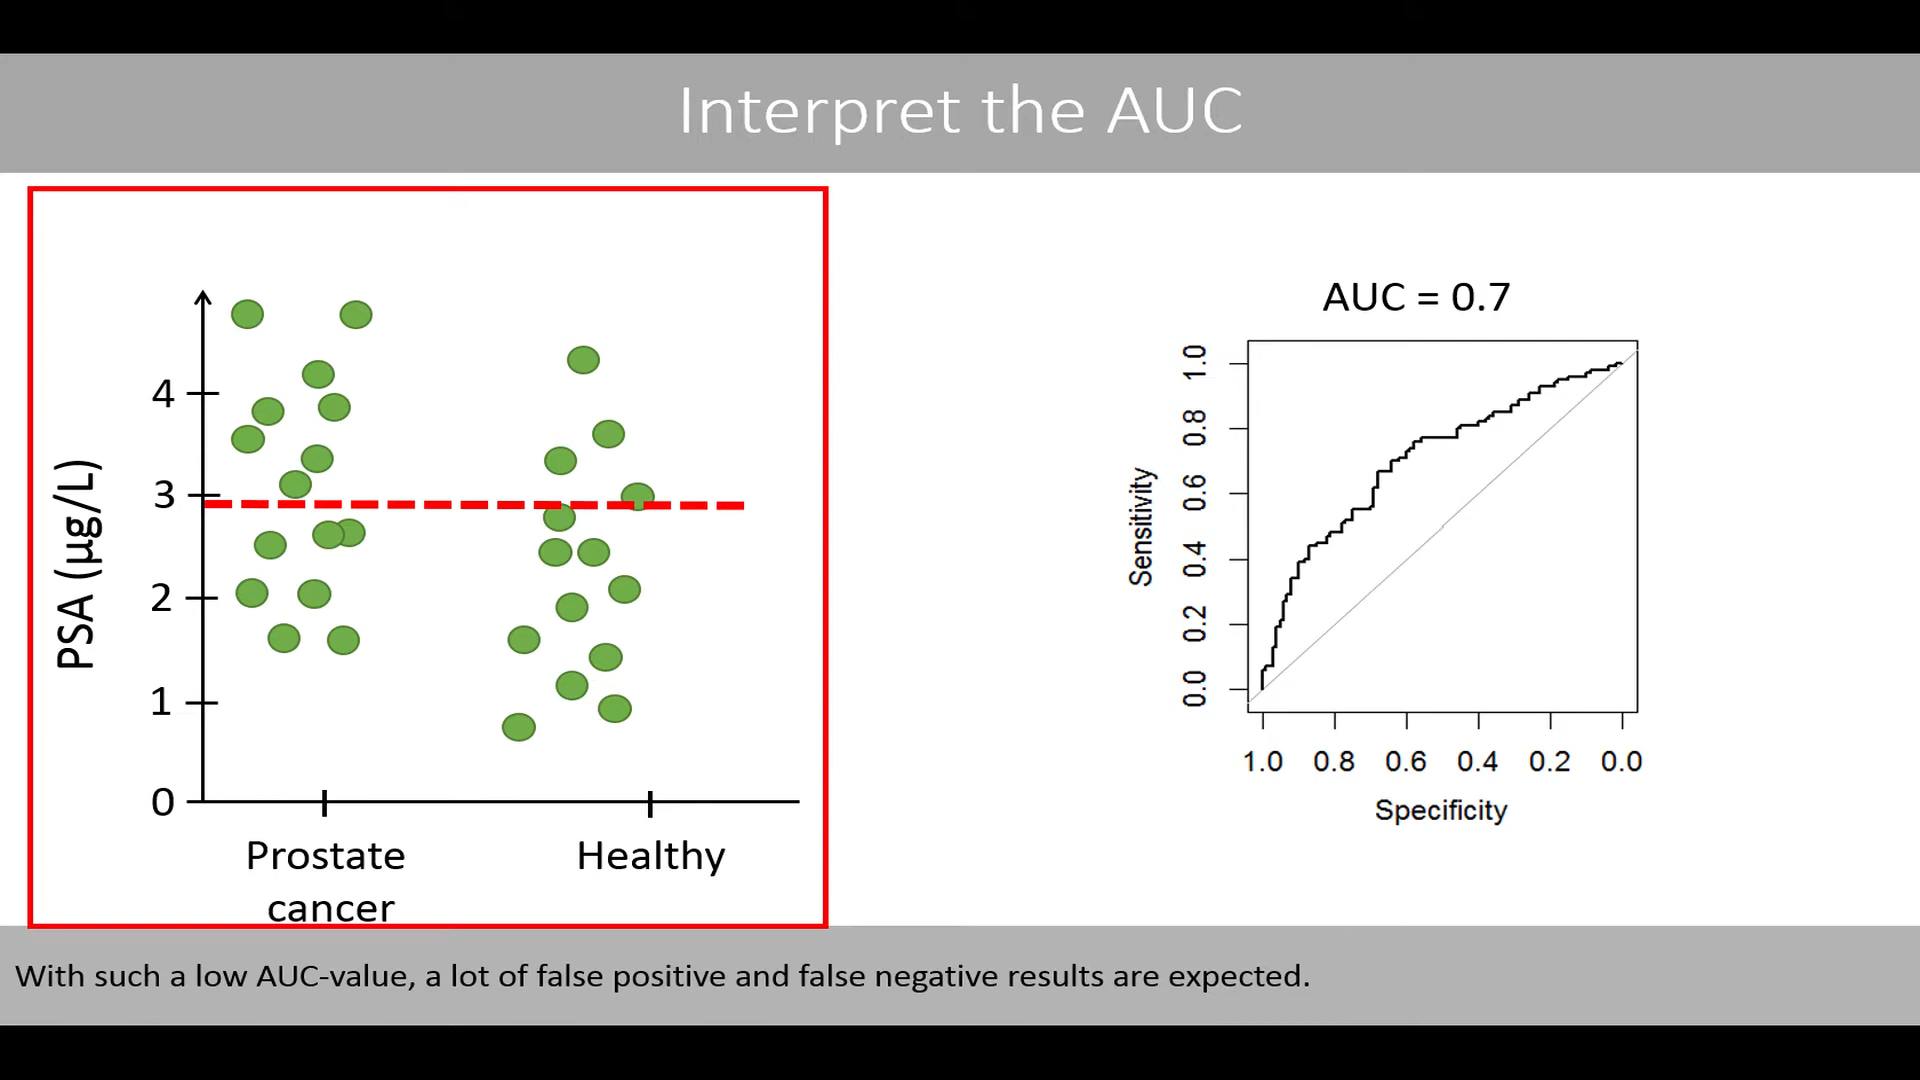 Interpret the AUC
PSA (µg/L)
4
3
2
1
0
Prostate
cancer
Healthy
AUC = 0.7
Sensitivity
1.0
0.8
0.6
0.4
0.2
0.0
1.0 0.8 0.6 0.4 0.2 0.0
Specificity
With such a low AUC-value, a lot of false positive and false negative results are expected.